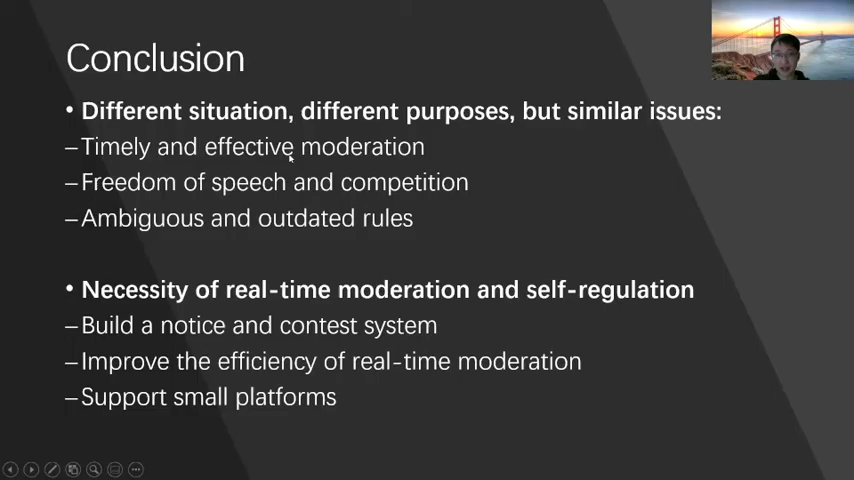 Conclusion
• Different situation, different purposes, but similar issues:
–Timely and effective moderation
–Freedom of speech and competition
–Ambiguous and outdated rules
• Necessity of real-time moderation and self-regulation
–Build a notice and contest system
–Improve the efficiency of real-time moderation
–Support small platforms